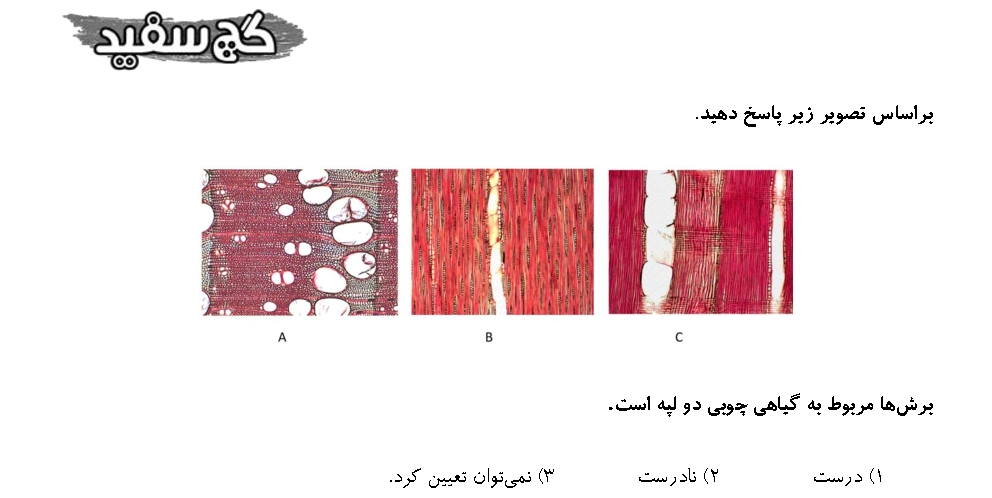 گچ سفید
براساس تصویر زیر پاسخ دهید.
A B C
برش‌ها مربوط به گیاهی چوبی دو لپه است.
۱) درست ۲) نادرست ۳) نمی‌توان تعیین کرد.